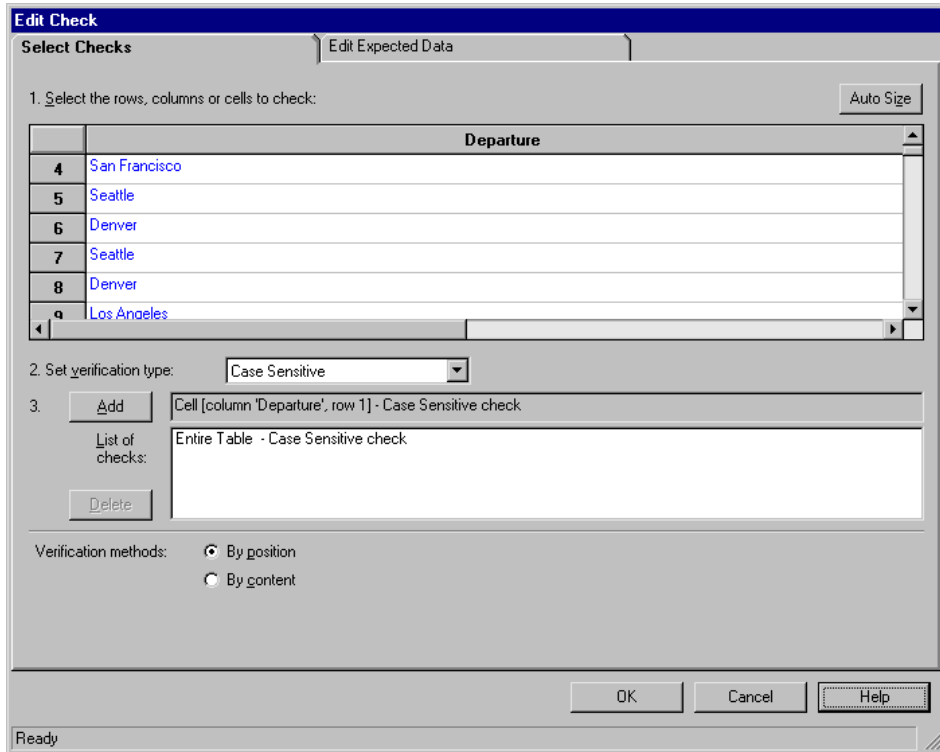 Edit Check
Select Checks
Edit Expected Data
1. Select the rows, columns or cells to check:
Auto Size
Departure
4 San Francisco
5 Seattle
6 Denver
7 Seattle
8 Denver
9 Los Angeles
2. Set verification type:
Case Sensitive
3. Add
Cell [column 'Departure', row 1] - Case Sensitive check
List of checks:
Entire Table - Case Sensitive check
Delete
Verification methods:
By position
By content
OK
Cancel
Help
Ready